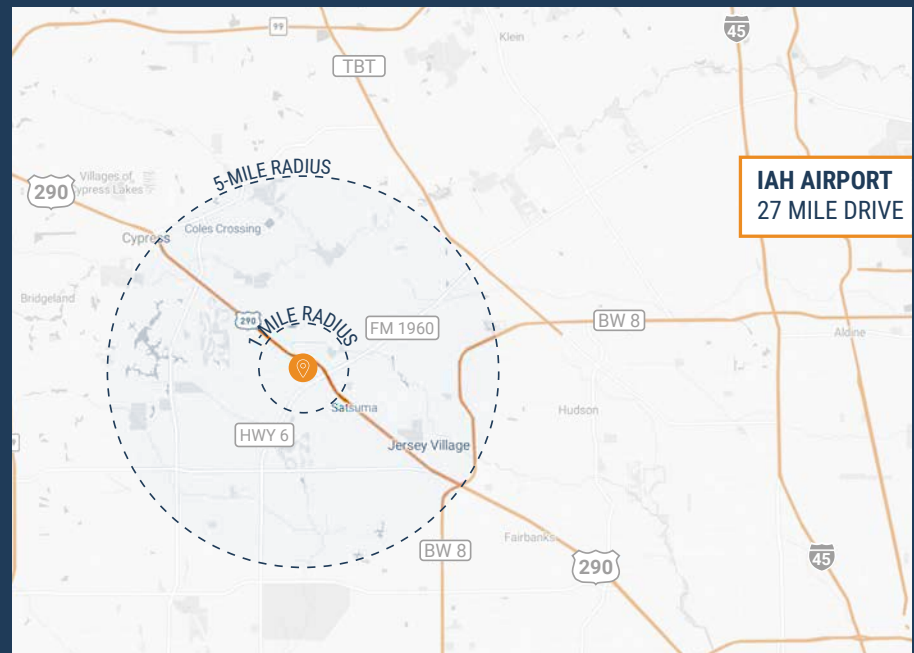 99
Klein
45
TBT
Villages of
Cypress Lakes
290
5-MILE RADIUS
IAH AIRPORT
27 MILE DRIVE
Coles Crossing
Cypress
Bridgeland
290
1-MILE RADIUS
FM 1960
BW 8
Aldine
Satsuma
Hudson
HWY 6
Jersey Village
Fairbanks
BW 8
45
290